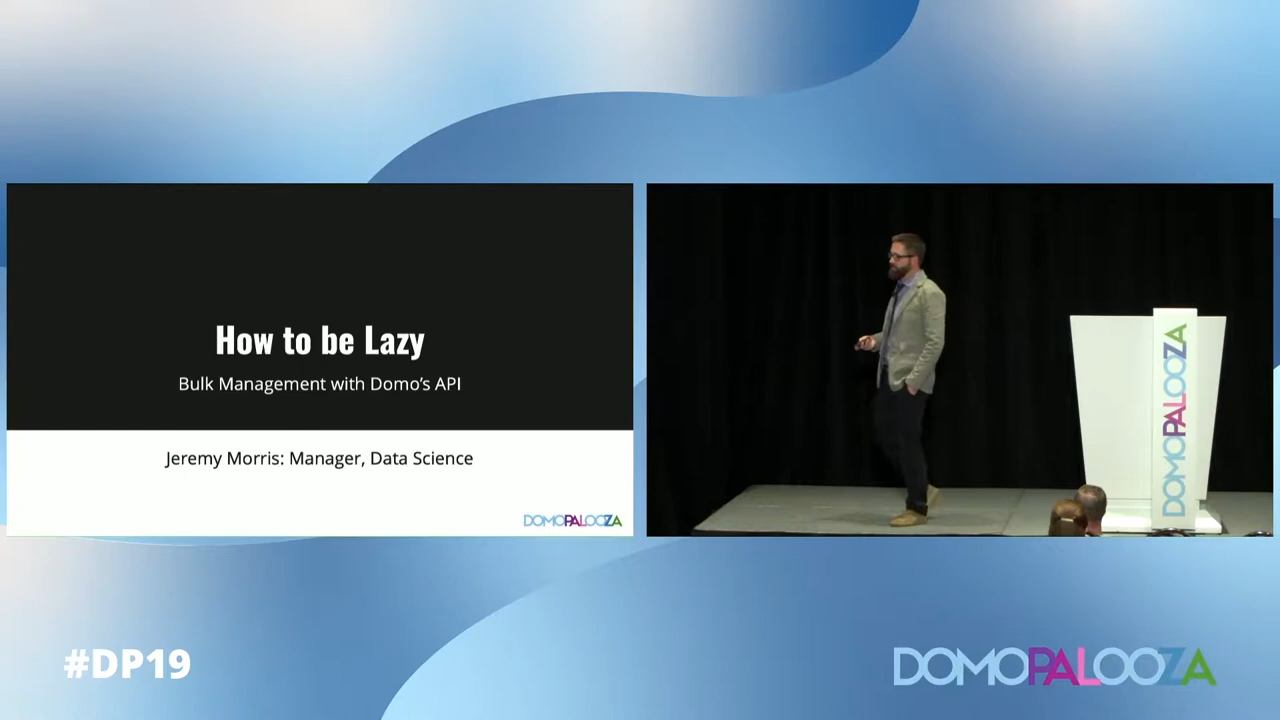 How to be Lazy
Bulk Management with Domo’s API
Jeremy Morris: Manager, Data Science
DOMOPALOOZA
DOMOPALOOZA
#DP19
DOMOPALOOZA